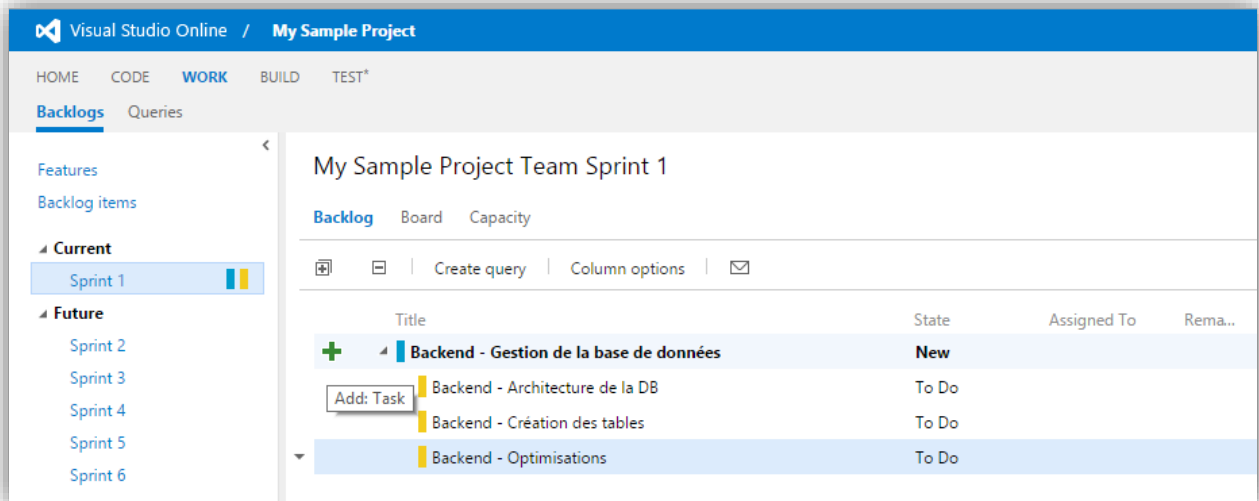 Visual Studio Online / My Sample Project
HOME CODE WORK BUILD TEST*
Backlogs Queries
Features
Backlog items
Current
Sprint 1
Future
Sprint 2
Sprint 3
Sprint 4
Sprint 5
Sprint 6
My Sample Project Team Sprint 1
Backlog Board Capacity
Create query Column options
Title State Assigned To Rema...
Backend - Gestion de la base de données New
Add: Task
Backend - Architecture de la DB To Do
Backend - Création des tables To Do
Backend - Optimisations To Do